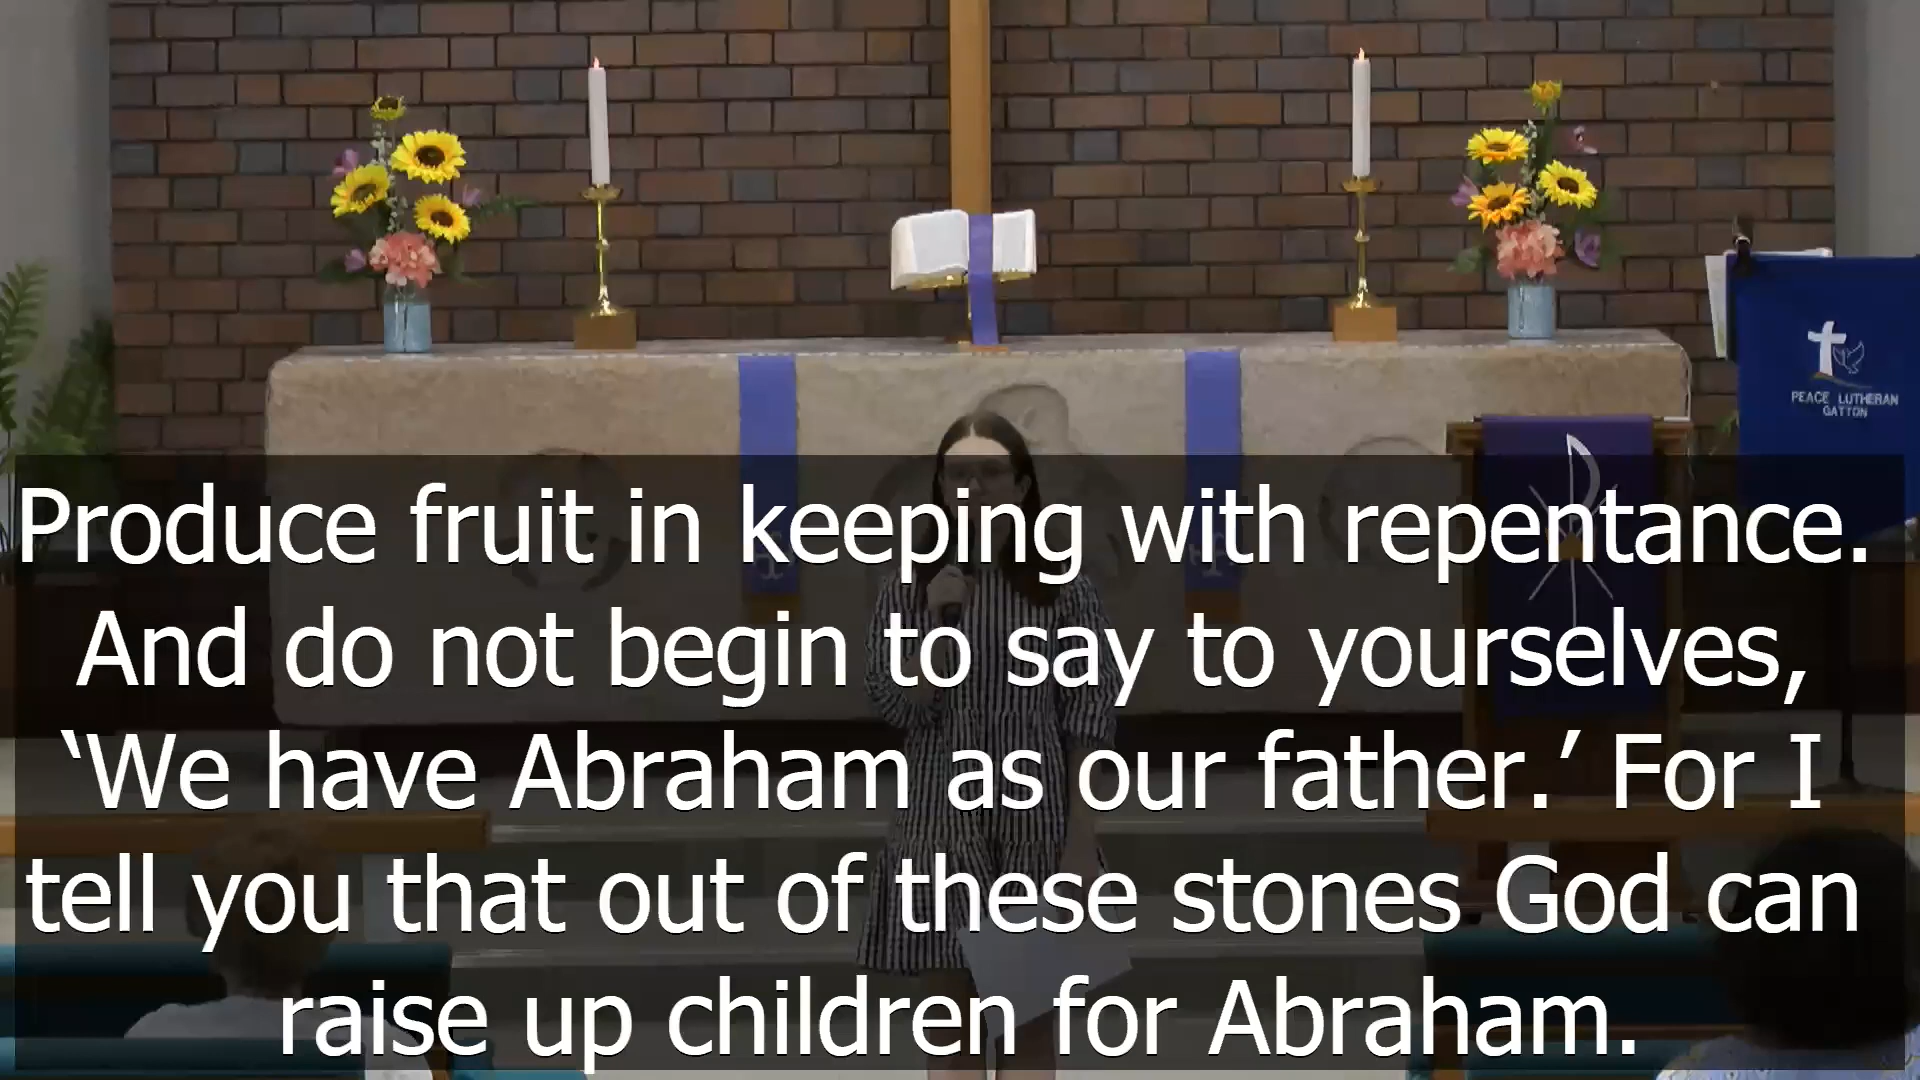 PEACE LUTHERAN
GATTON
Produce fruit in keeping with repentance.
And do not begin to say to yourselves,
‘We have Abraham as our father.’ For I
tell you that out of these stones God can
raise up children for Abraham.